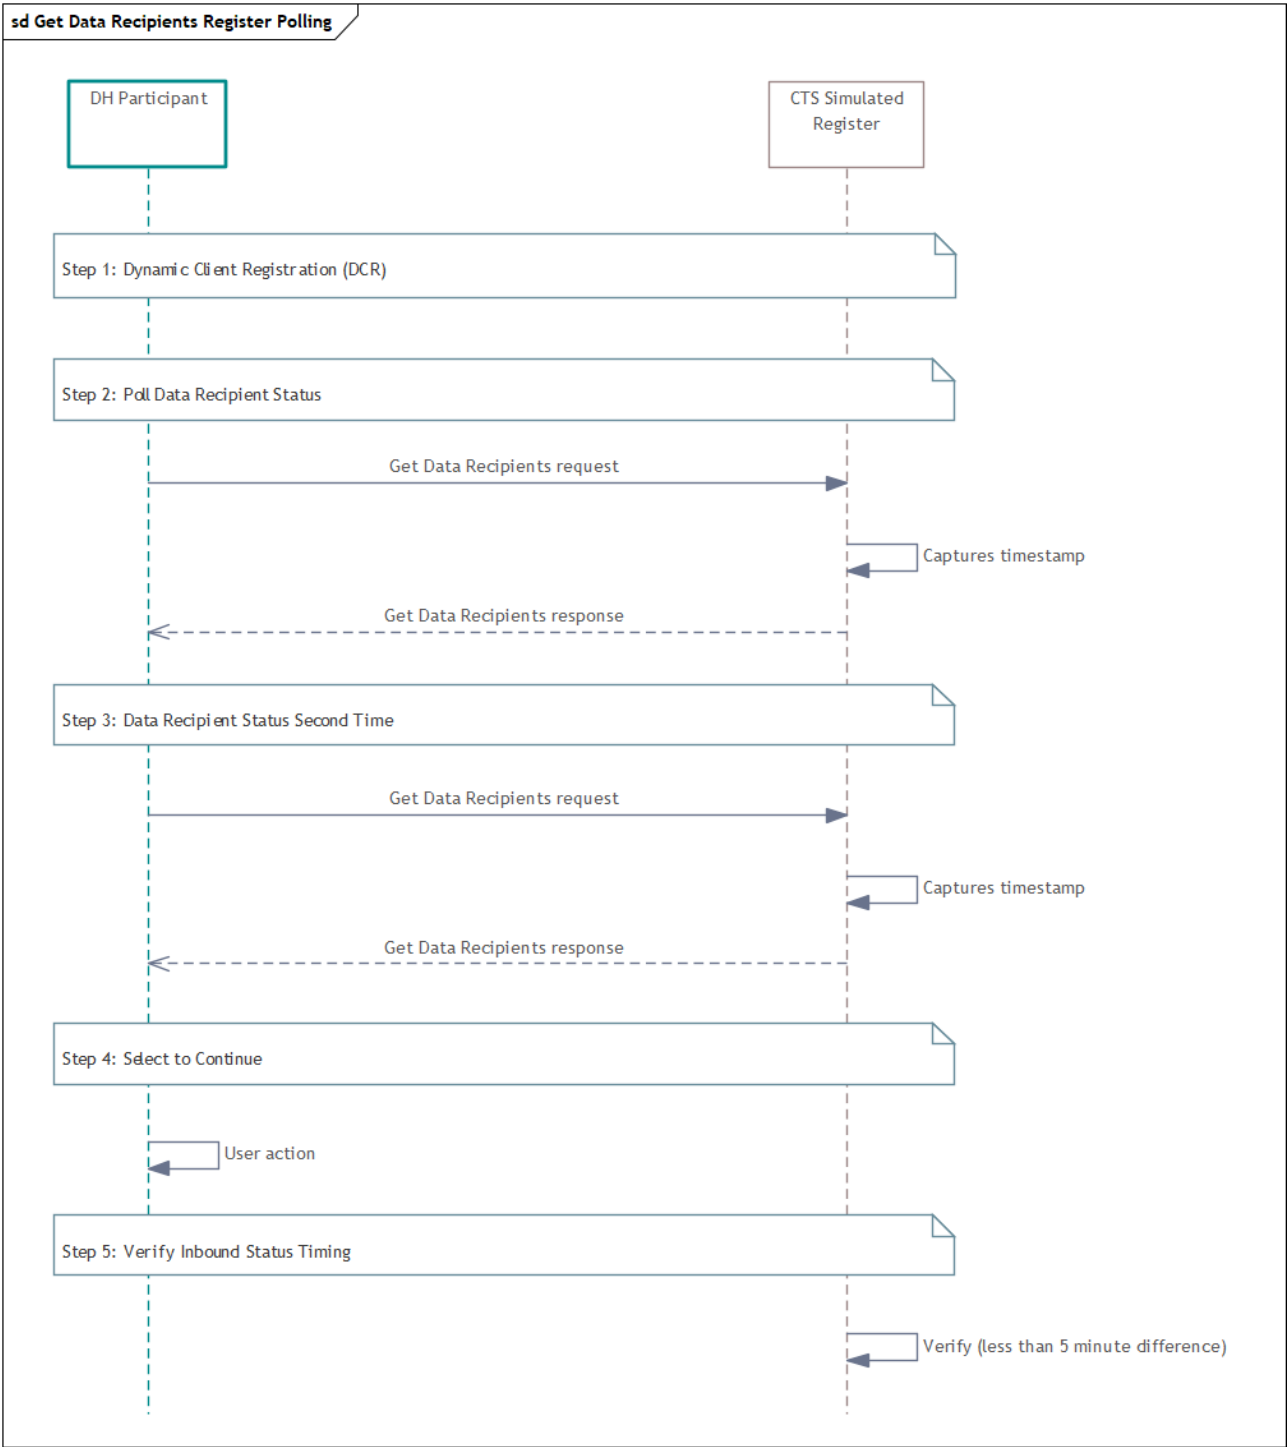 sd Get Data Recipients Register Polling
DH Participant
CTS Simulated
Register
Step 1: Dynamic Client Registration (DCR)
Step 2: Poll Data Recipient Status
Get Data Recipients request
Captures timestamp
Get Data Recipients response
Step 3: Data Recipient Status Second Time
Get Data Recipients request
Captures timestamp
Get Data Recipients response
Step 4: Select to Continue
User action
Step 5: Verify Inbound Status Timing
Verify (less than 5 minute difference)